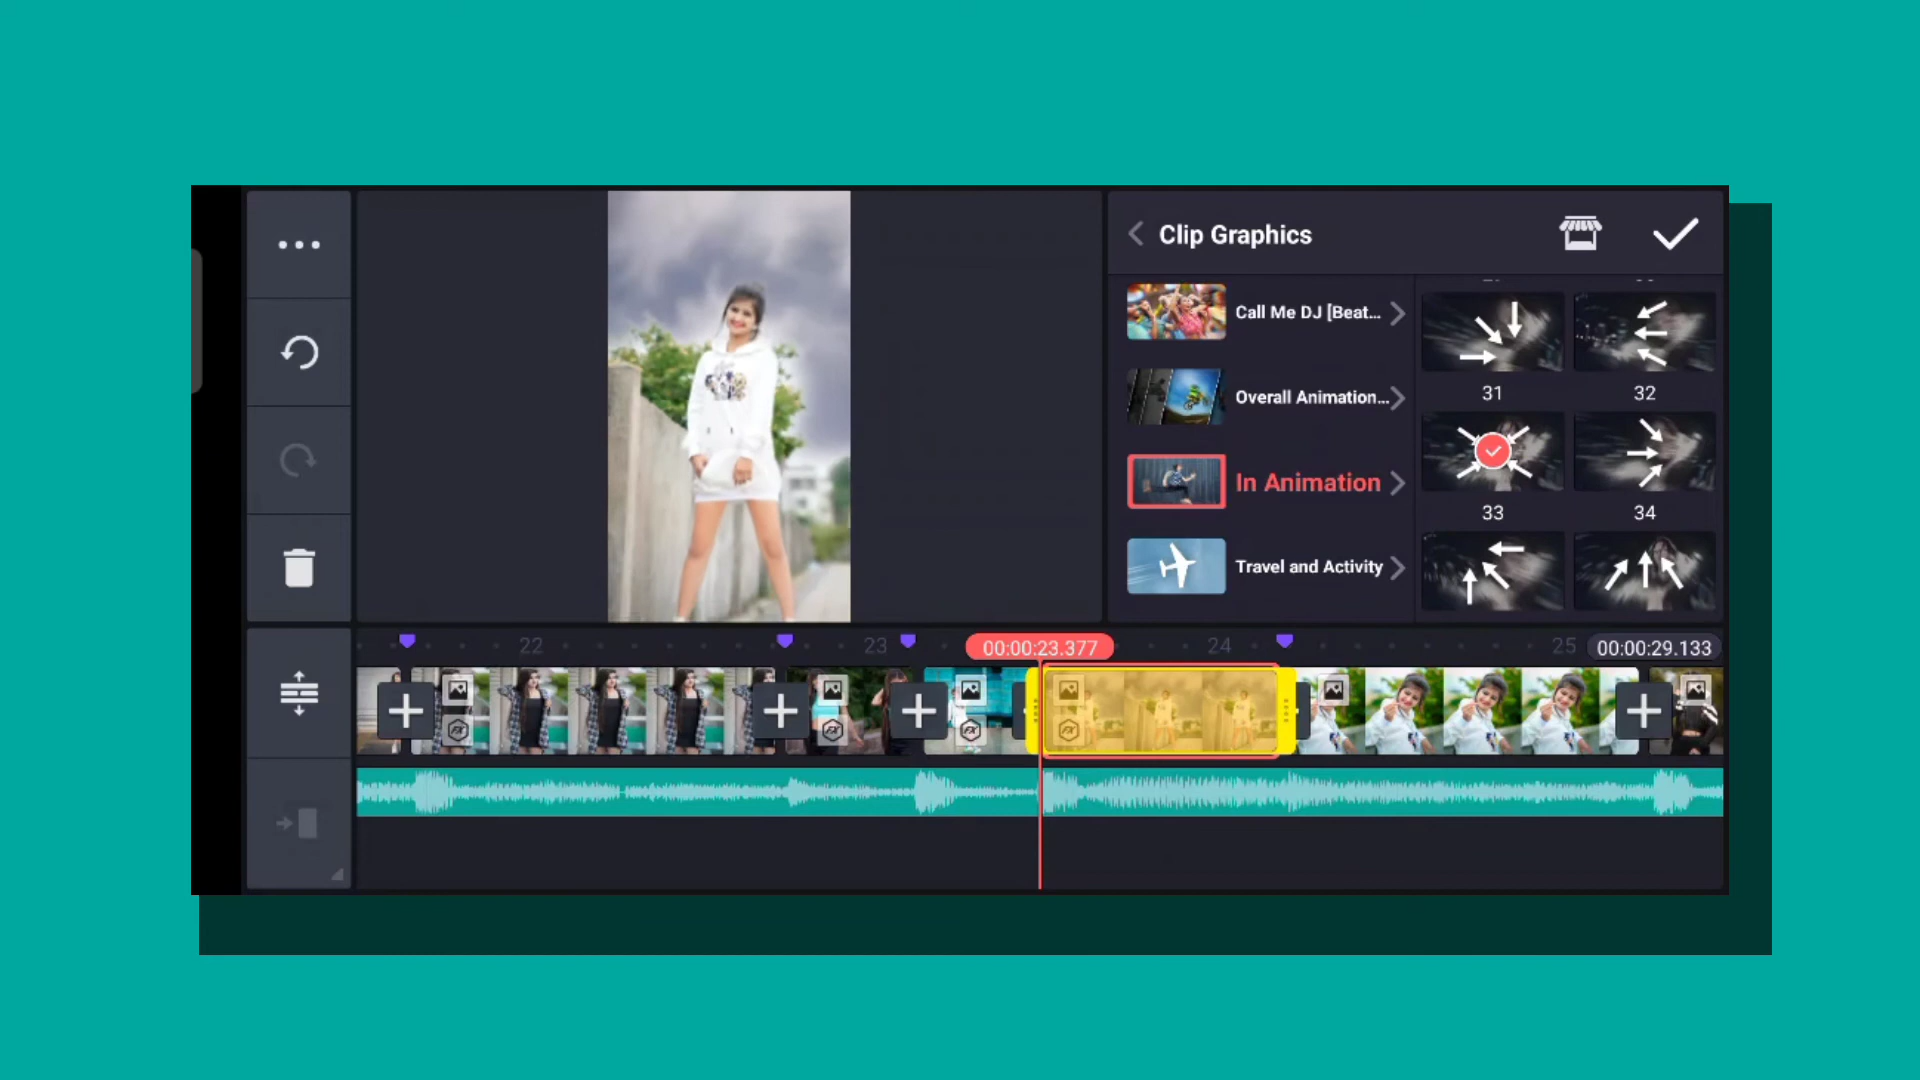 Clip Graphics
Call Me DJ [Beat...
Overall Animation...
In Animation
Travel and Activity
31
32
33
34
22
23
00:00:23.377
24
25
00:00:29.133